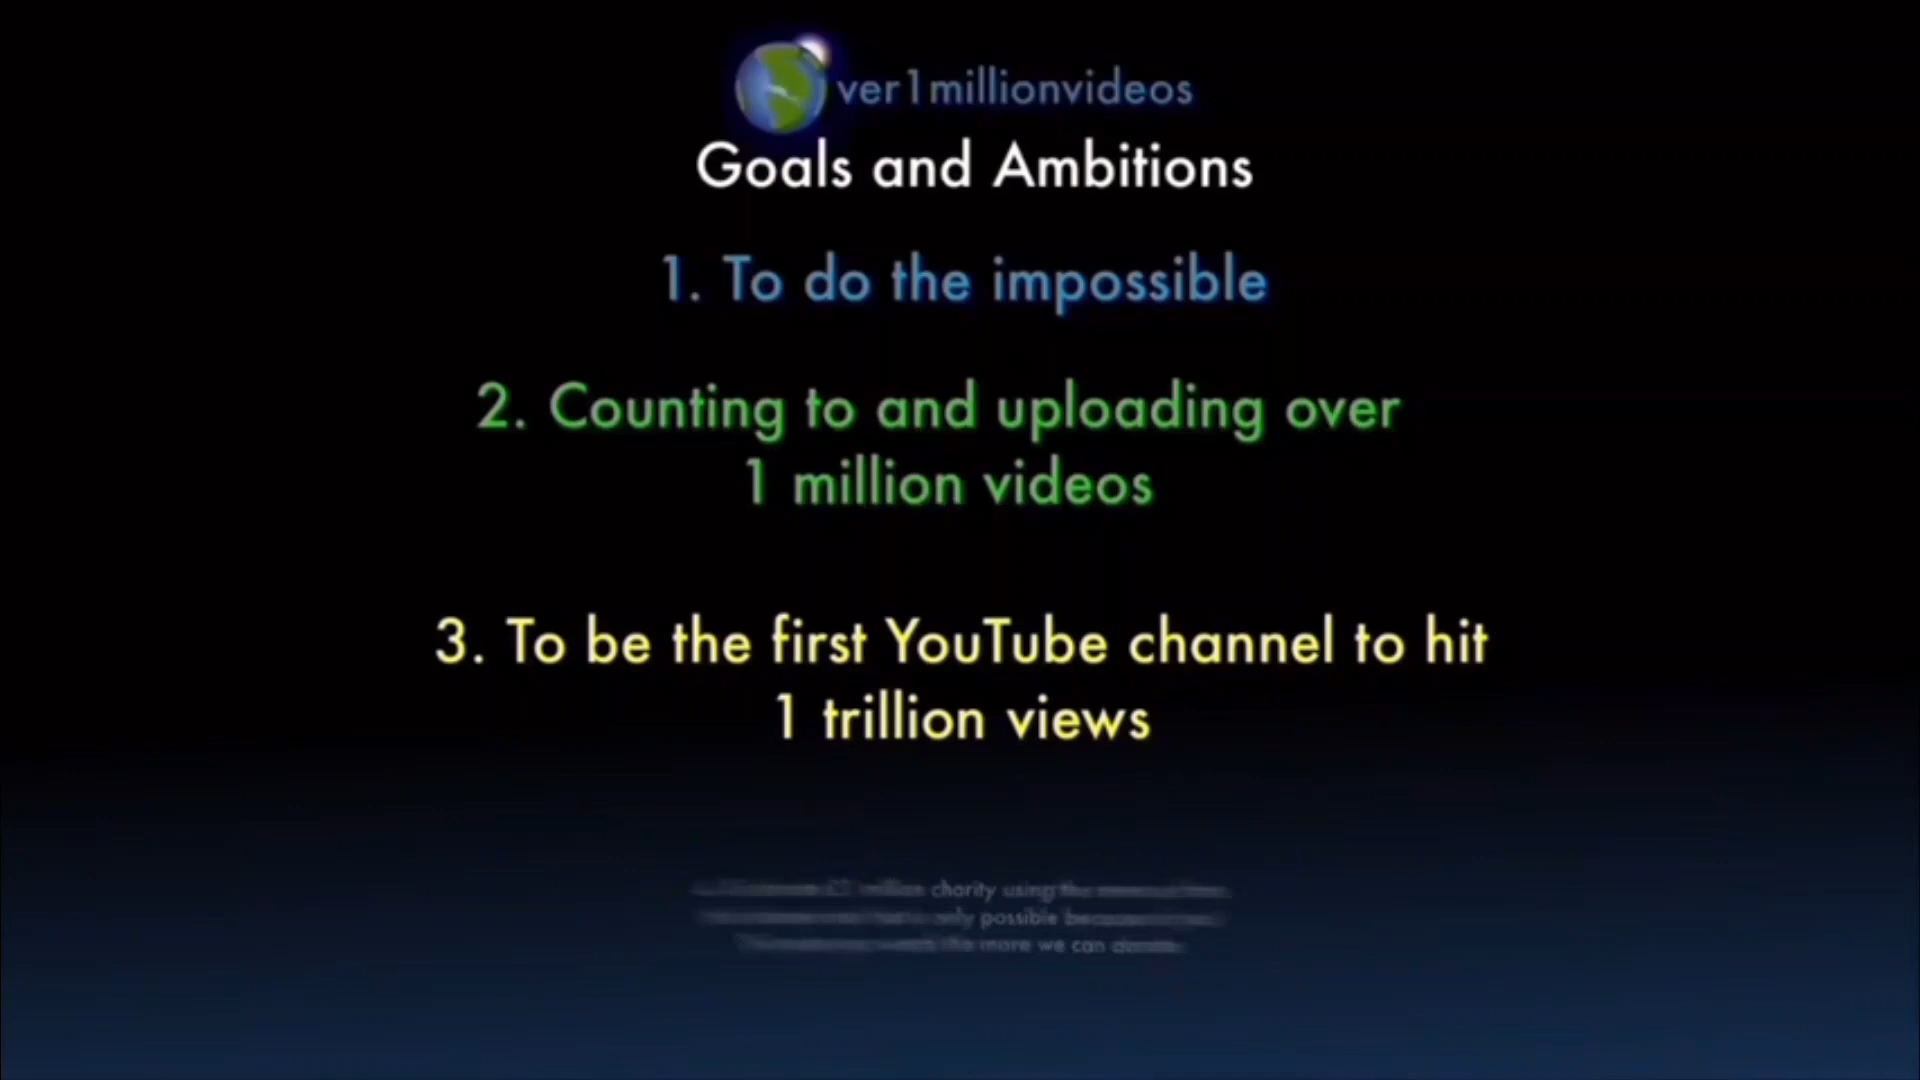 ver1millionvideos
Goals and Ambitions
1. To do the impossible
2. Counting to and uploading over
1 million videos
3. To be the first YouTube channel to hit
1 trillion views
charity using the
only possible because
the more we can